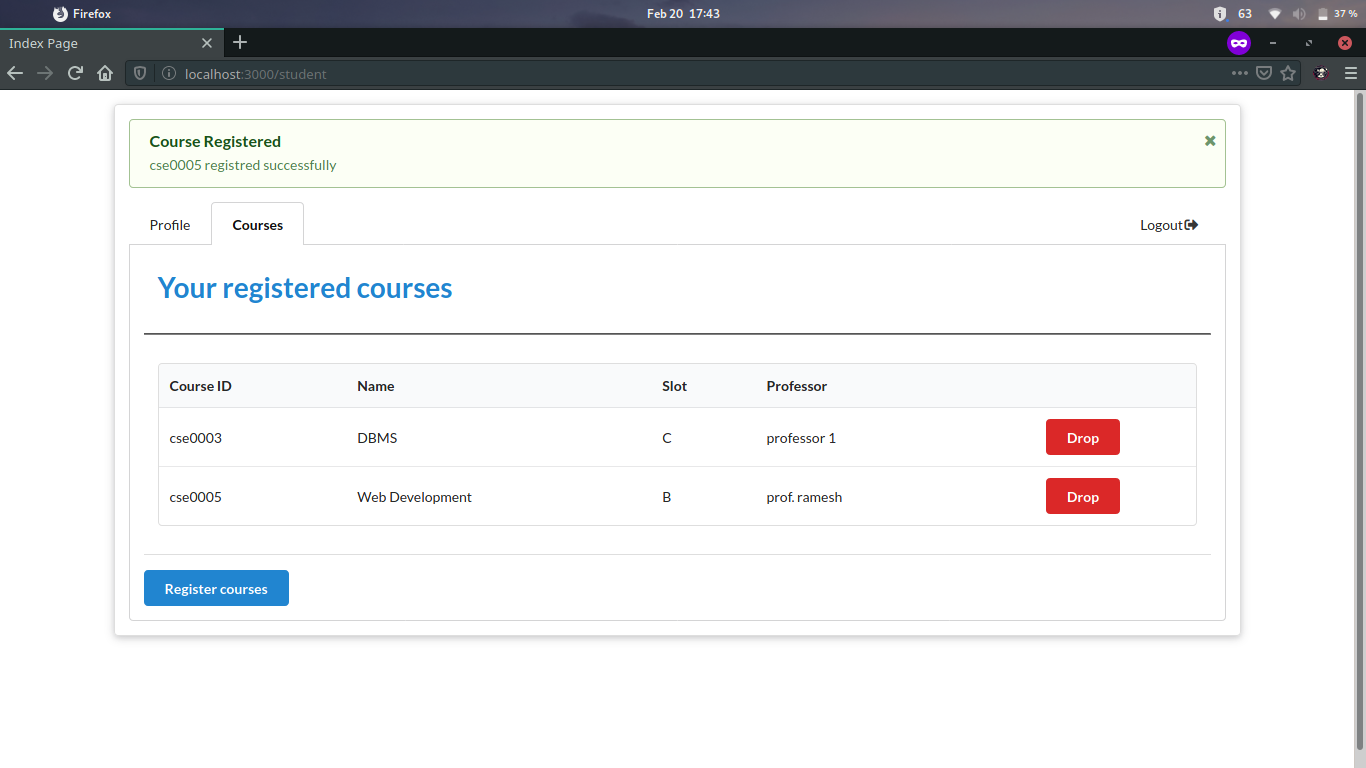 Firefox
Feb 20 17:43
63
37 %
Index Page
localhost:3000/student
Course Registered
cse0005 registred successfully
Profile
Courses
Logout
Your registered courses
Course ID Name Slot Professor
cse0003 DBMS C professor 1 Drop
cse0005 Web Development B prof. ramesh Drop
Register courses